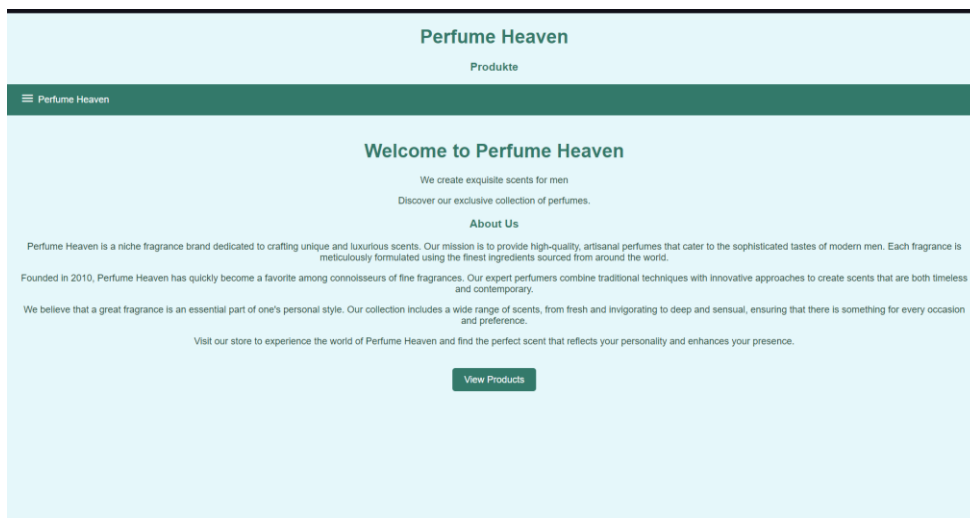 Perfume Heaven
Produkte
Perfume Heaven
Welcome to Perfume Heaven
We create exquisite scents for men
Discover our exclusive collection of perfumes.
About Us
Perfume Heaven is a niche fragrance brand dedicated to crafting unique and luxurious scents. Our mission is to provide high-quality, artisanal perfumes that cater to the sophisticated tastes of modern men. Each fragrance is
meticulously formulated using the finest ingredients sourced from around the world.
Founded in 2010, Perfume Heaven has quickly become a favorite among connoisseurs of fine fragrances. Our expert perfumers combine traditional techniques with innovative approaches to create scents that are both timeless
and contemporary.
We believe that a great fragrance is an essential part of one's personal style. Our collection includes a wide range of scents, from fresh and invigorating to deep and sensual, ensuring that there is something for every occasion
and preference.
Visit our store to experience the world of Perfume Heaven and find the perfect scent that reflects your personality and enhances your presence.
View Products